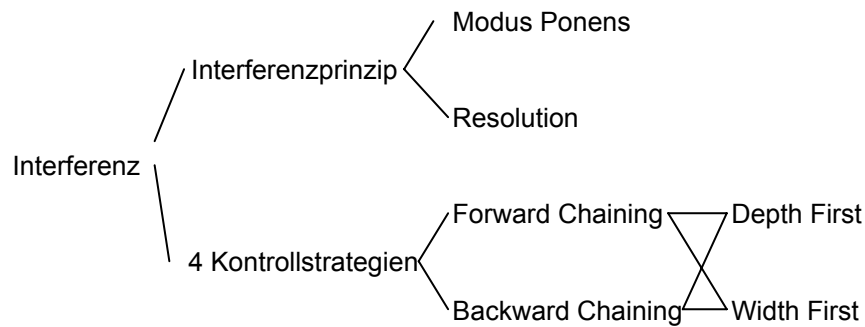 Modus Ponens
Interferenzprinzip
Resolution
Interferenz
Forward Chaining Depth First
4 Kontrollstrategien
Backward Chaining Width First